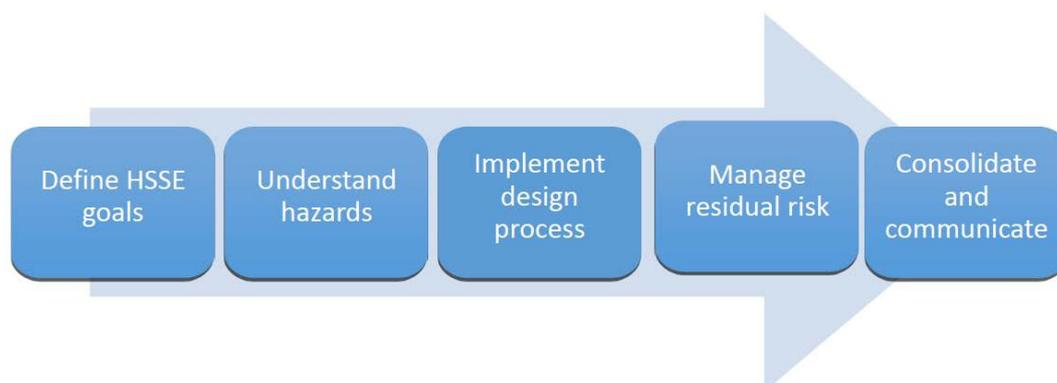 Define HSSE
goals
Understand
hazards
Implement
design
process
Manage
residual risk
Consolidate
and
communicate